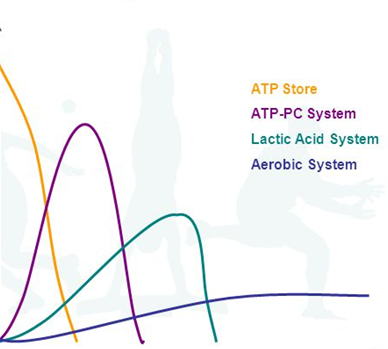 ATP Store
ATP-PC System
Lactic Acid System
Aerobic System